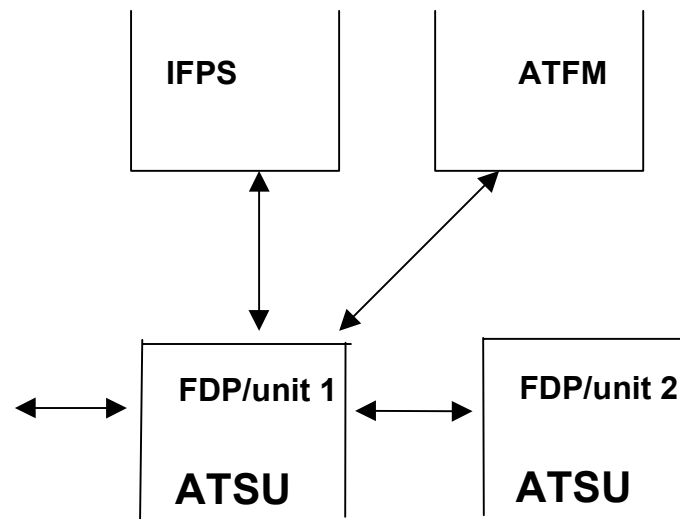 IFPS
ATFM
FDP/unit 1
ATSU
FDP/unit 2
ATSU